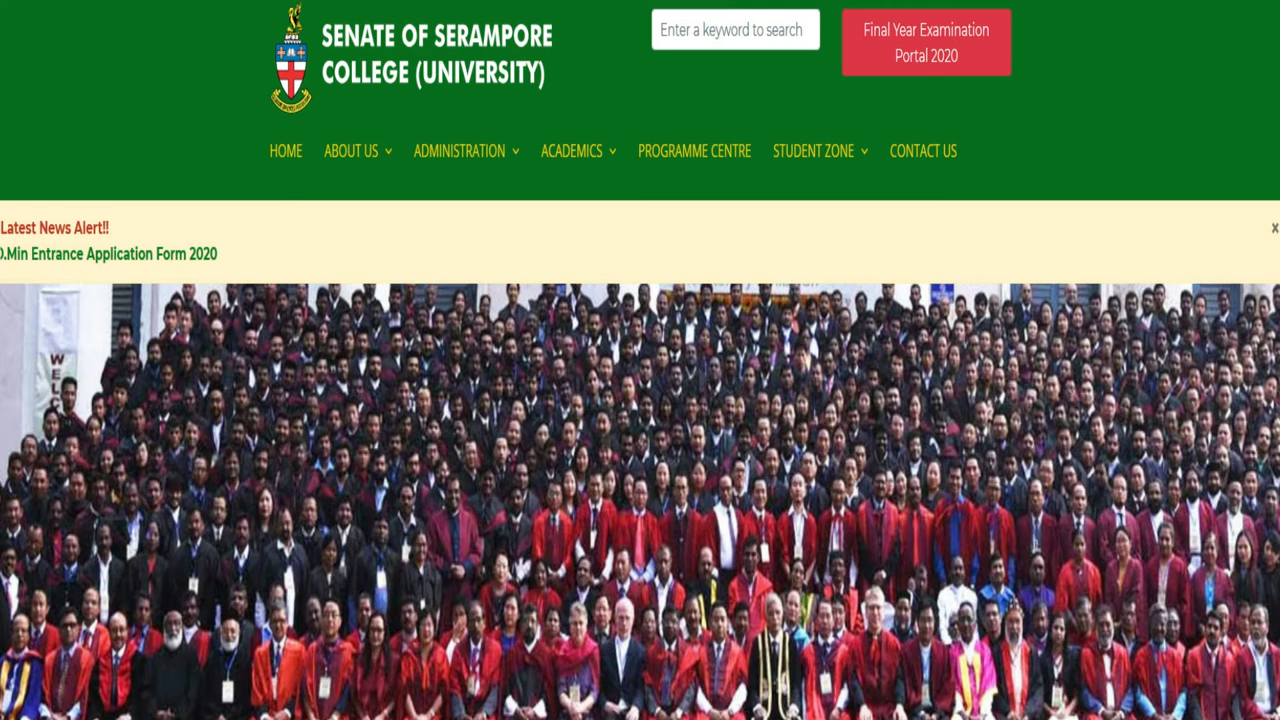 SENATE OF SERAMPORE
COLLEGE (UNIVERSITY)
Enter a keyword to search
Final Year Examination
Portal 2020
HOME ABOUT US ADMINISTRATION ACADEMICS PROGRAMME CENTRE STUDENT ZONE CONTACT US
Latest News Alert!!
×
D.Min Entrance Application Form 2020
WELC